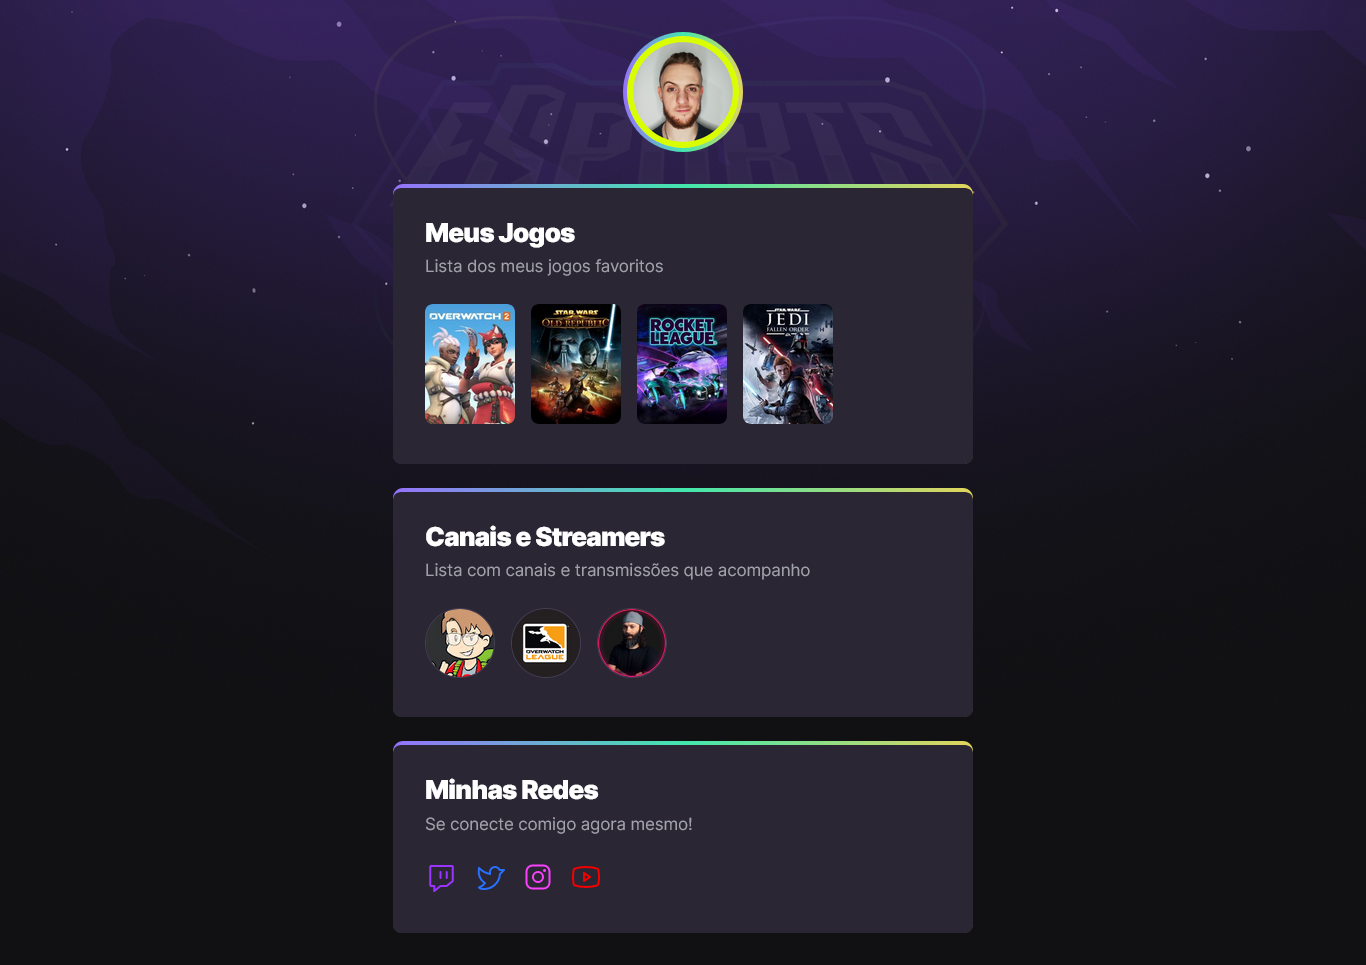 ESPORTS
Meus Jogos
Lista dos meus jogos favoritos
OVERWATCH 2
STAR WARS
OLD REPUBLIC
ROCKET
LEAGUE
STAR WARS
JEDI
FALLEN ORDER
Canais e Streamers
Lista com canais e transmissões que acompanho
OVERWATCH
LEAGUE
Minhas Redes
Se conecte comigo agora mesmo!